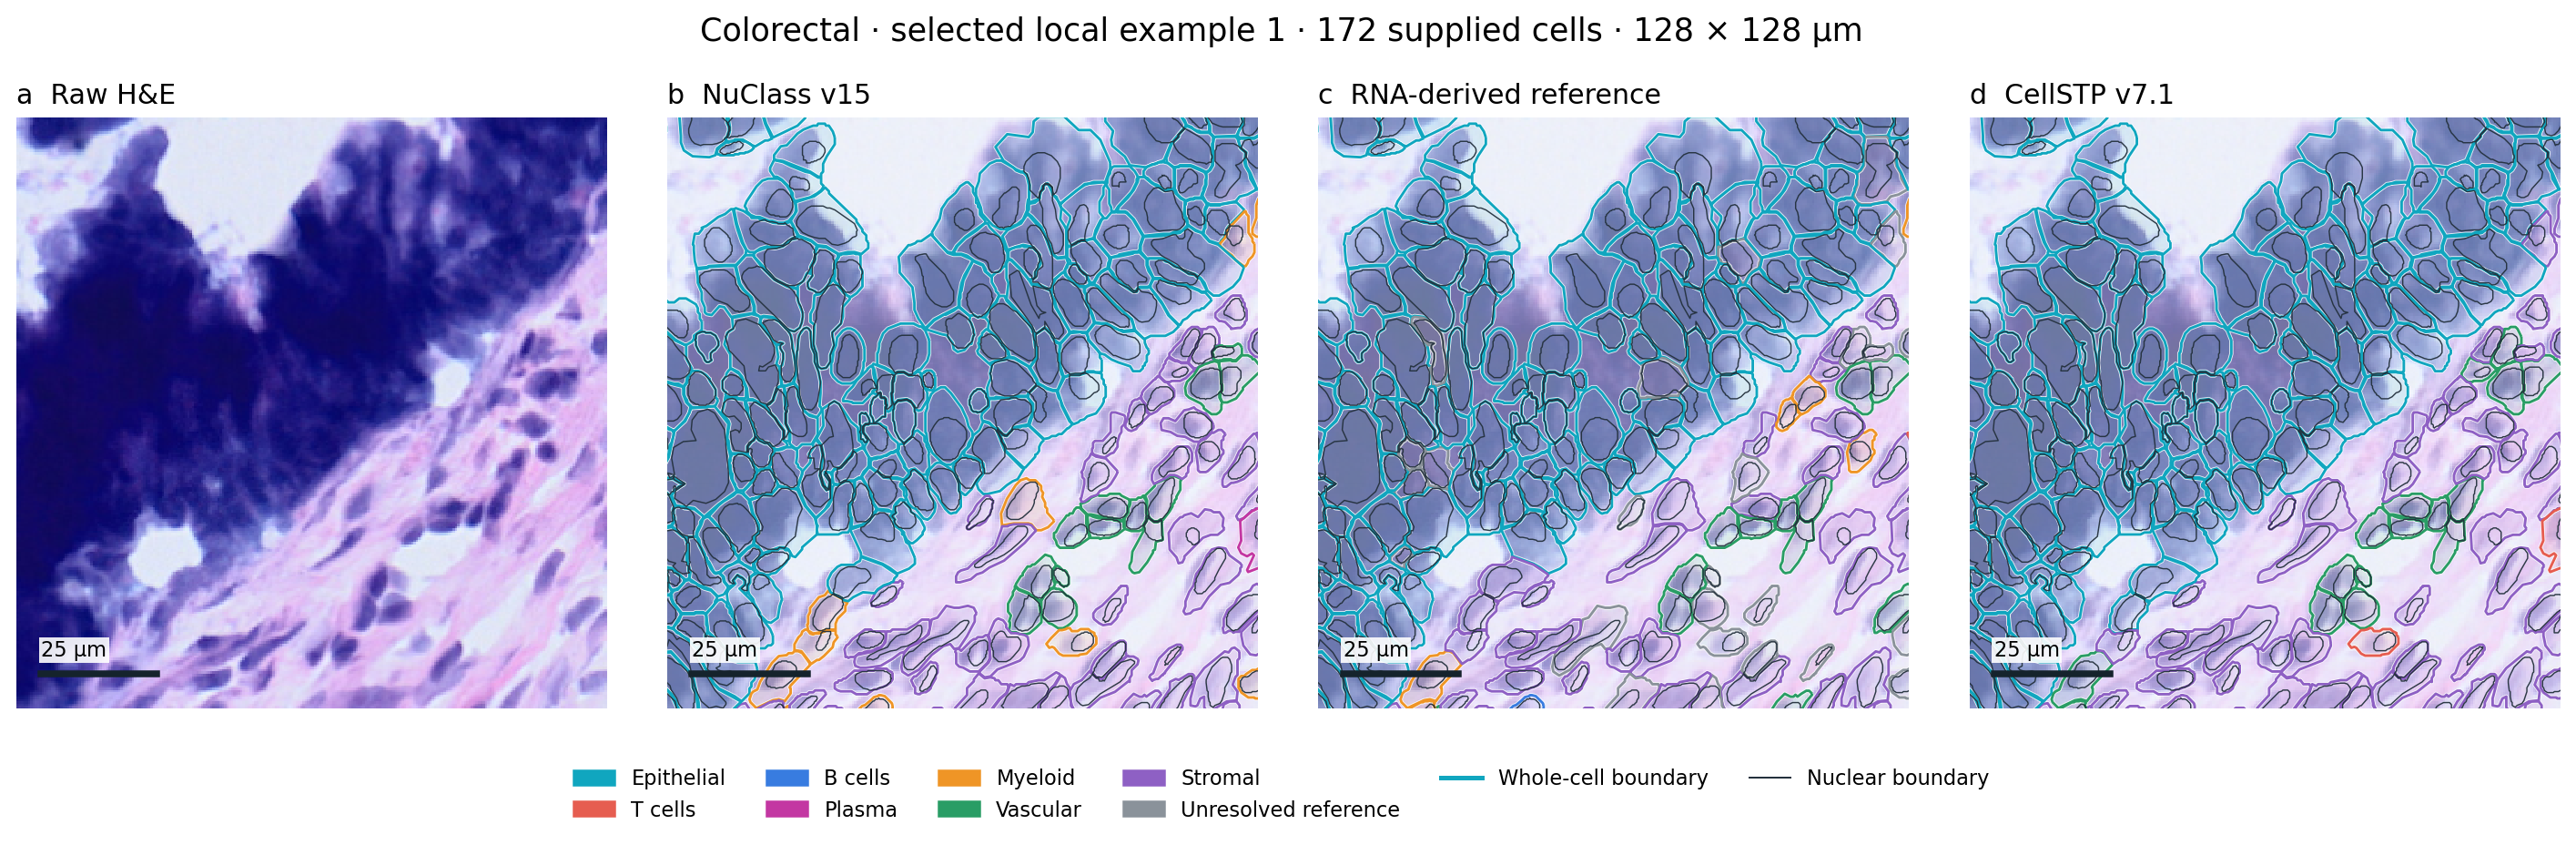 Colorectal · selected local example 1 · 172 supplied cells · 128 × 128 µm
a Raw H&E
b NuClass v15
c RNA-derived reference
d CellSTP v7.1
25 µm
25 µm
25 µm
25 µm
Epithelial
B cells
Myeloid
Stromal
Whole-cell boundary
Nuclear boundary
T cells
Plasma
Vascular
Unresolved reference